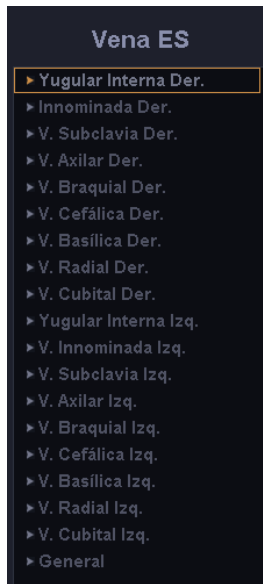 Vena ES
Yugular Interna Der.
Innominada Der.
V. Subclavia Der.
V. Axilar Der.
V. Braquial Der.
V. Cefálica Der.
V. Basílica Der.
V. Radial Der.
V. Cubital Der.
Yugular Interna Izq.
V. Innominada Izq.
V. Subclavia Izq.
V. Axilar Izq.
V. Braquial Izq.
V. Cefálica Izq.
V. Basílica Izq.
V. Radial Izq.
V. Cubital Izq.
General